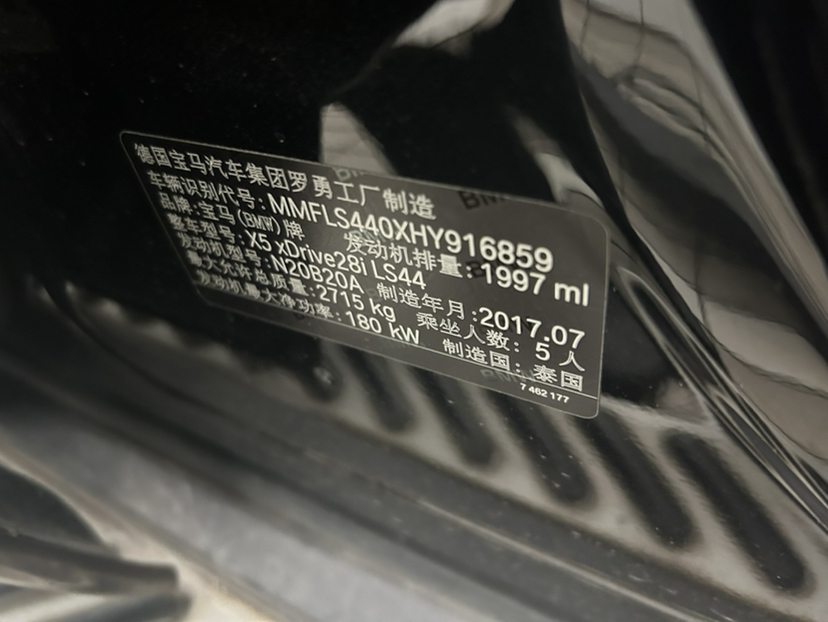 德国宝马汽车集团罗勇工厂制造
车辆识别代号: MMFLS440XHY916859
品牌:宝马(BMW)牌 发动机排量: 1997 ml
整车型号: X5 xDrive28i LS44
发动机型号: N20B20A 制造年月:2017.07
最大允许总质量:2715 kg 乘坐人数: 5 人
发动机最大净功率:180 kW 制造国: 泰国
7 462 177